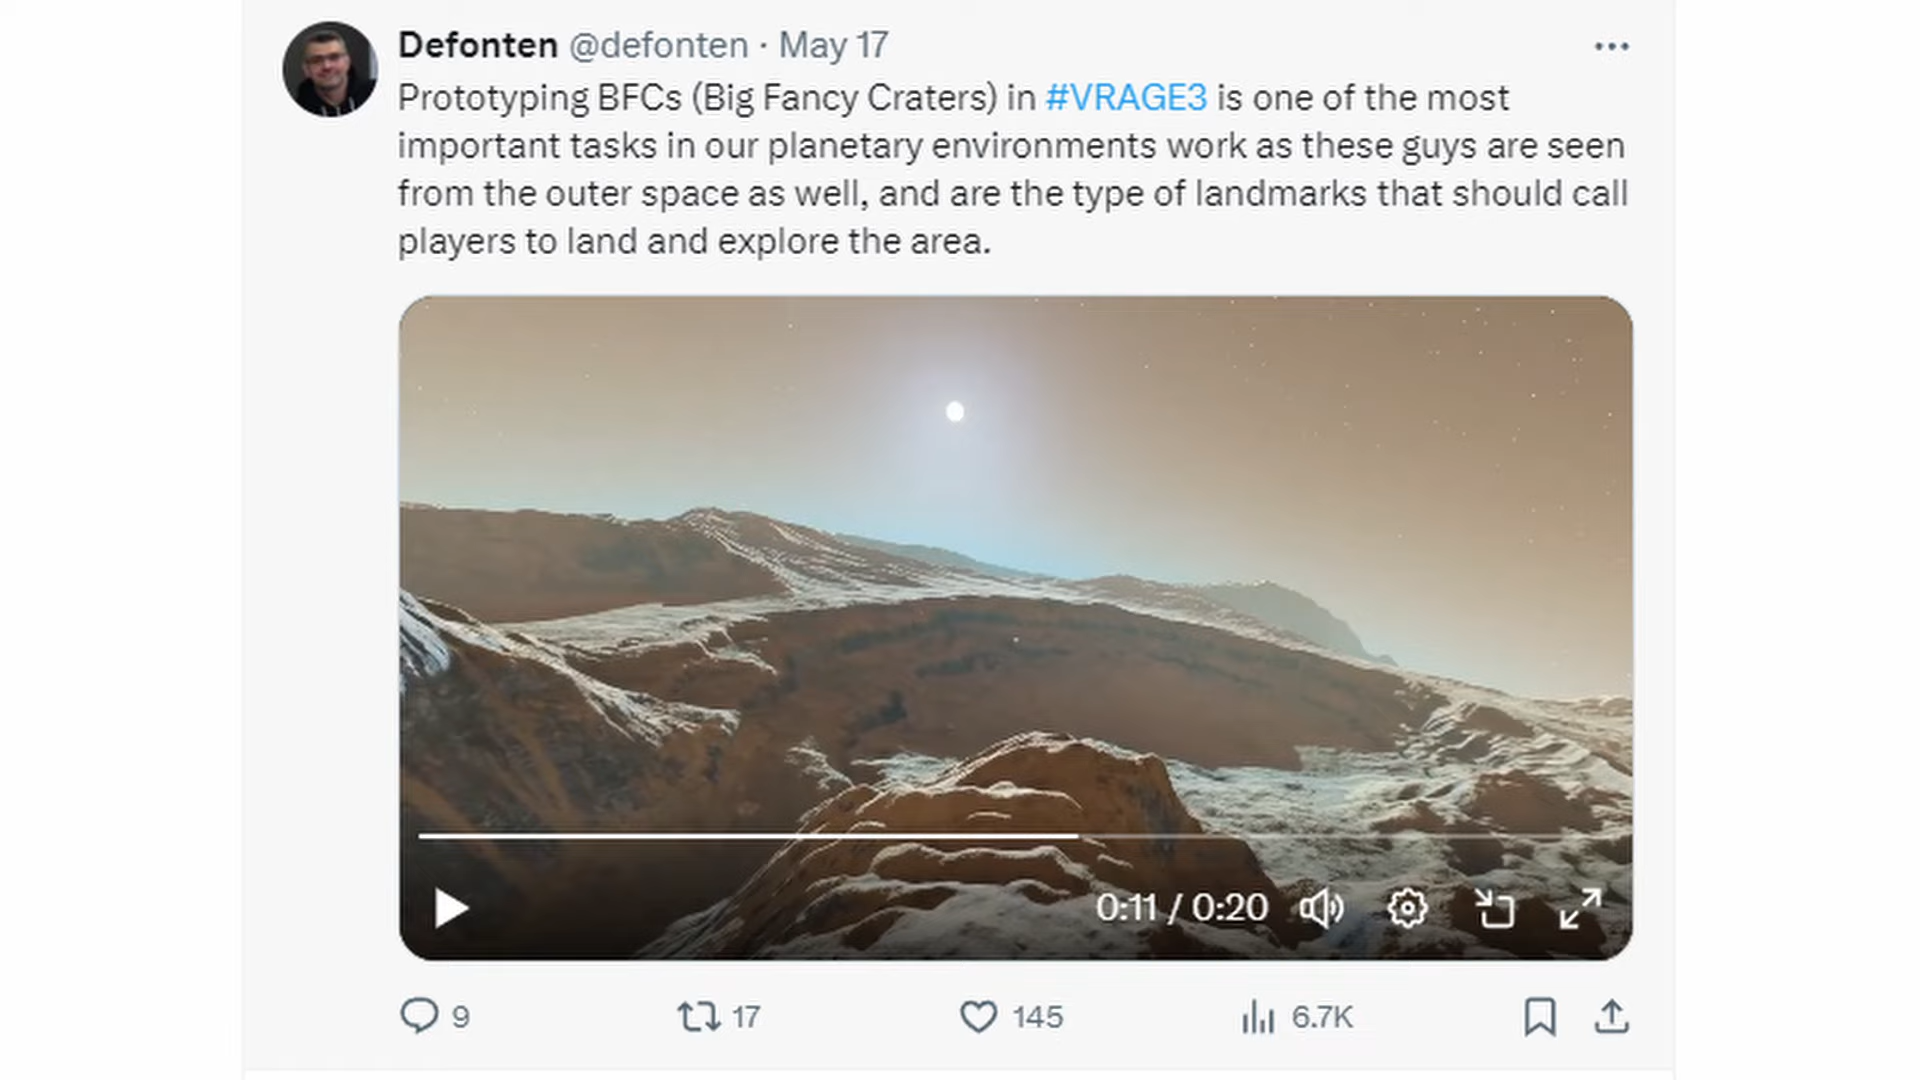 Defonten @defonten · May 17
Prototyping BFCs (Big Fancy Craters) in #VRAGE3 is one of the most
important tasks in our planetary environments work as these guys are seen
from the outer space as well, and are the type of landmarks that should call
players to land and explore the area.
0:11 / 0:20
9 17 145 6.7K